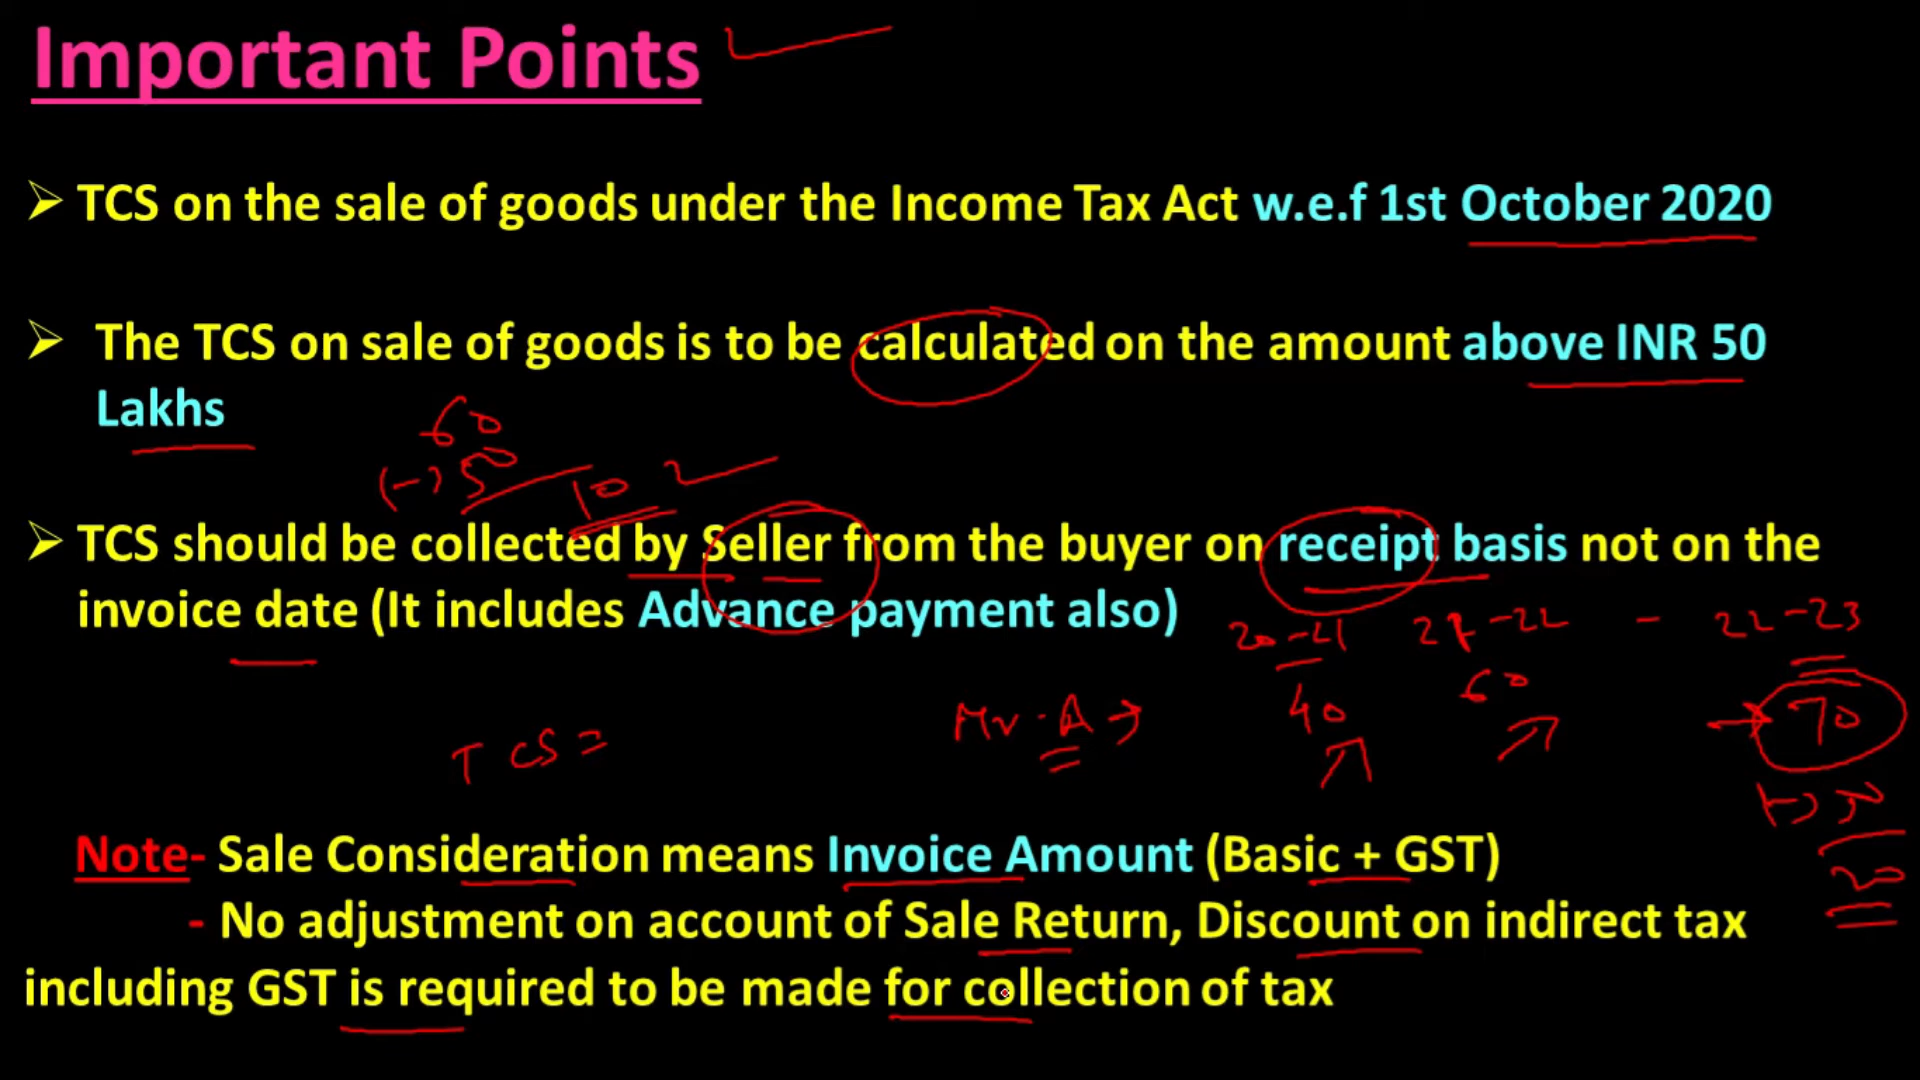 Important Points
➢ TCS on the sale of goods under the Income Tax Act w.e.f 1st October 2020
➢ The TCS on sale of goods is to be calculated on the amount above INR 50
Lakhs
60
(-) 50
10
➢ TCS should be collected by Seller from the buyer on receipt basis not on the
invoice date (It includes Advance payment also)
20-21 21-22 - 22-23
Mr. A → 40 60 → 70
TCS =
(-) 50
20
Note- Sale Consideration means Invoice Amount (Basic + GST)
- No adjustment on account of Sale Return, Discount on indirect tax
including GST is required to be made for collection of tax